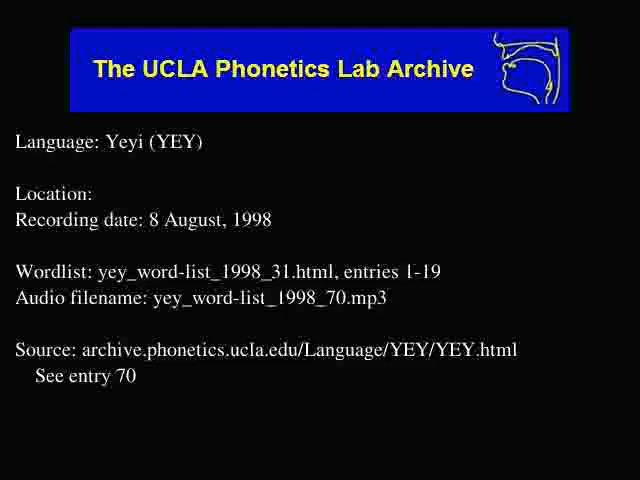 The UCLA Phonetics Lab Archive
Language: Yeyi (YEY)
Location:
Recording date: 8 August, 1998
Wordlist: yey_word-list_1998_31.html, entries 1-19
Audio filename: yey_word-list_1998_70.mp3
Source: archive.phonetics.ucla.edu/Language/YEY/YEY.html
See entry 70